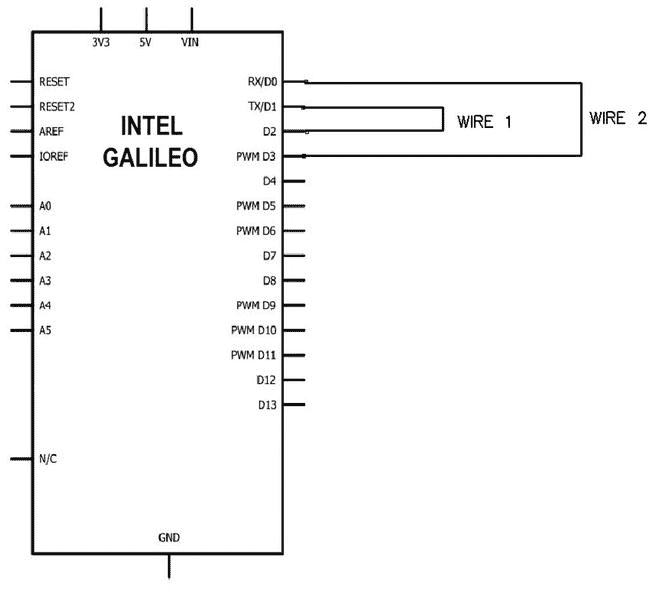 3V3 5V VIN
RESET
RESET2
AREF
IOREF
A0
A1
A2
A3
A4
A5
N/C
INTEL
GALILEO
RX/D0
TX/D1
D2
PWM D3
D4
PWM D5
PWM D6
D7
D8
PWM D9
PWM D10
PWM D11
D12
D13
GND
WIRE 1
WIRE 2